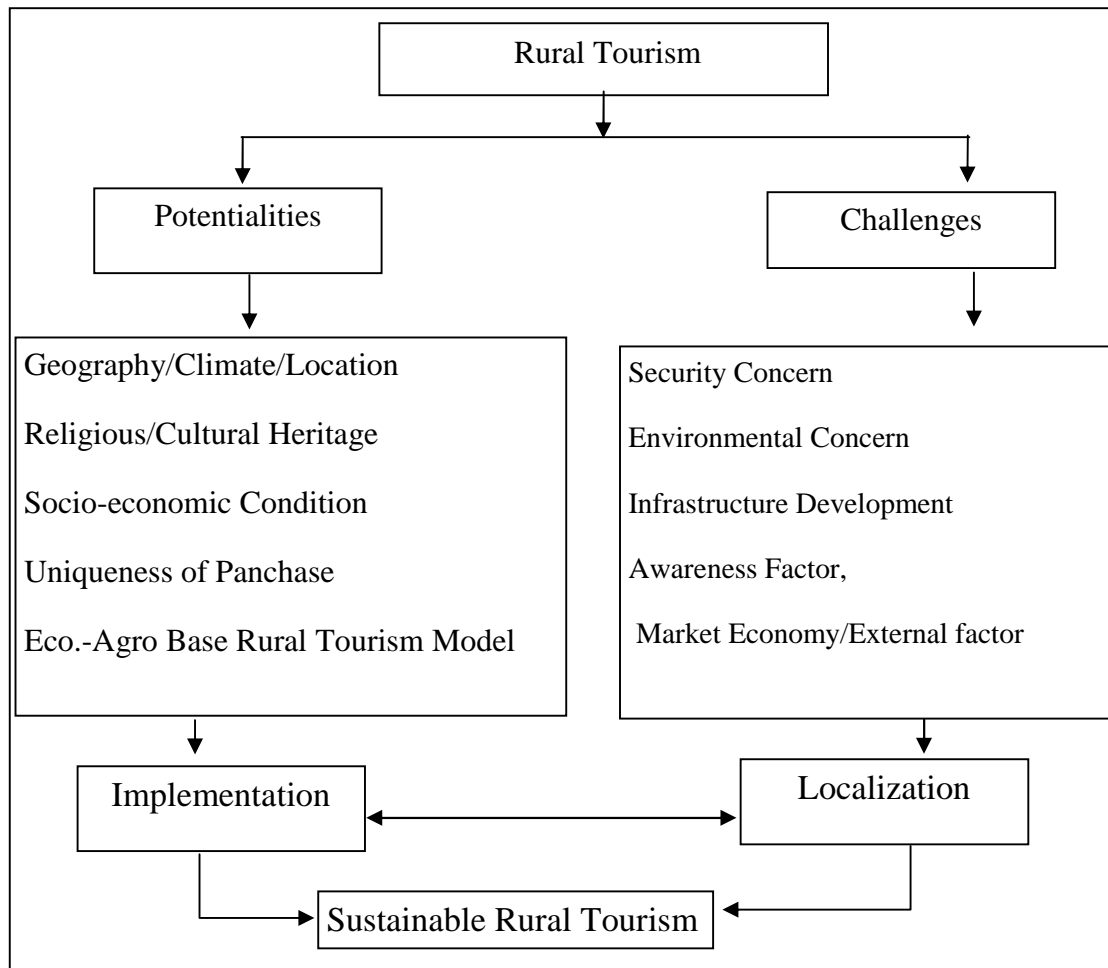 Rural Tourism
Potentialities
Challenges
Geography/Climate/Location
Religious/Cultural Heritage
Socio-economic Condition
Uniqueness of Panchase
Eco.-Agro Base Rural Tourism Model
Security Concern
Environmental Concern
Infrastructure Development
Awareness Factor,
Market Economy/External factor
Implementation
Localization
Sustainable Rural Tourism